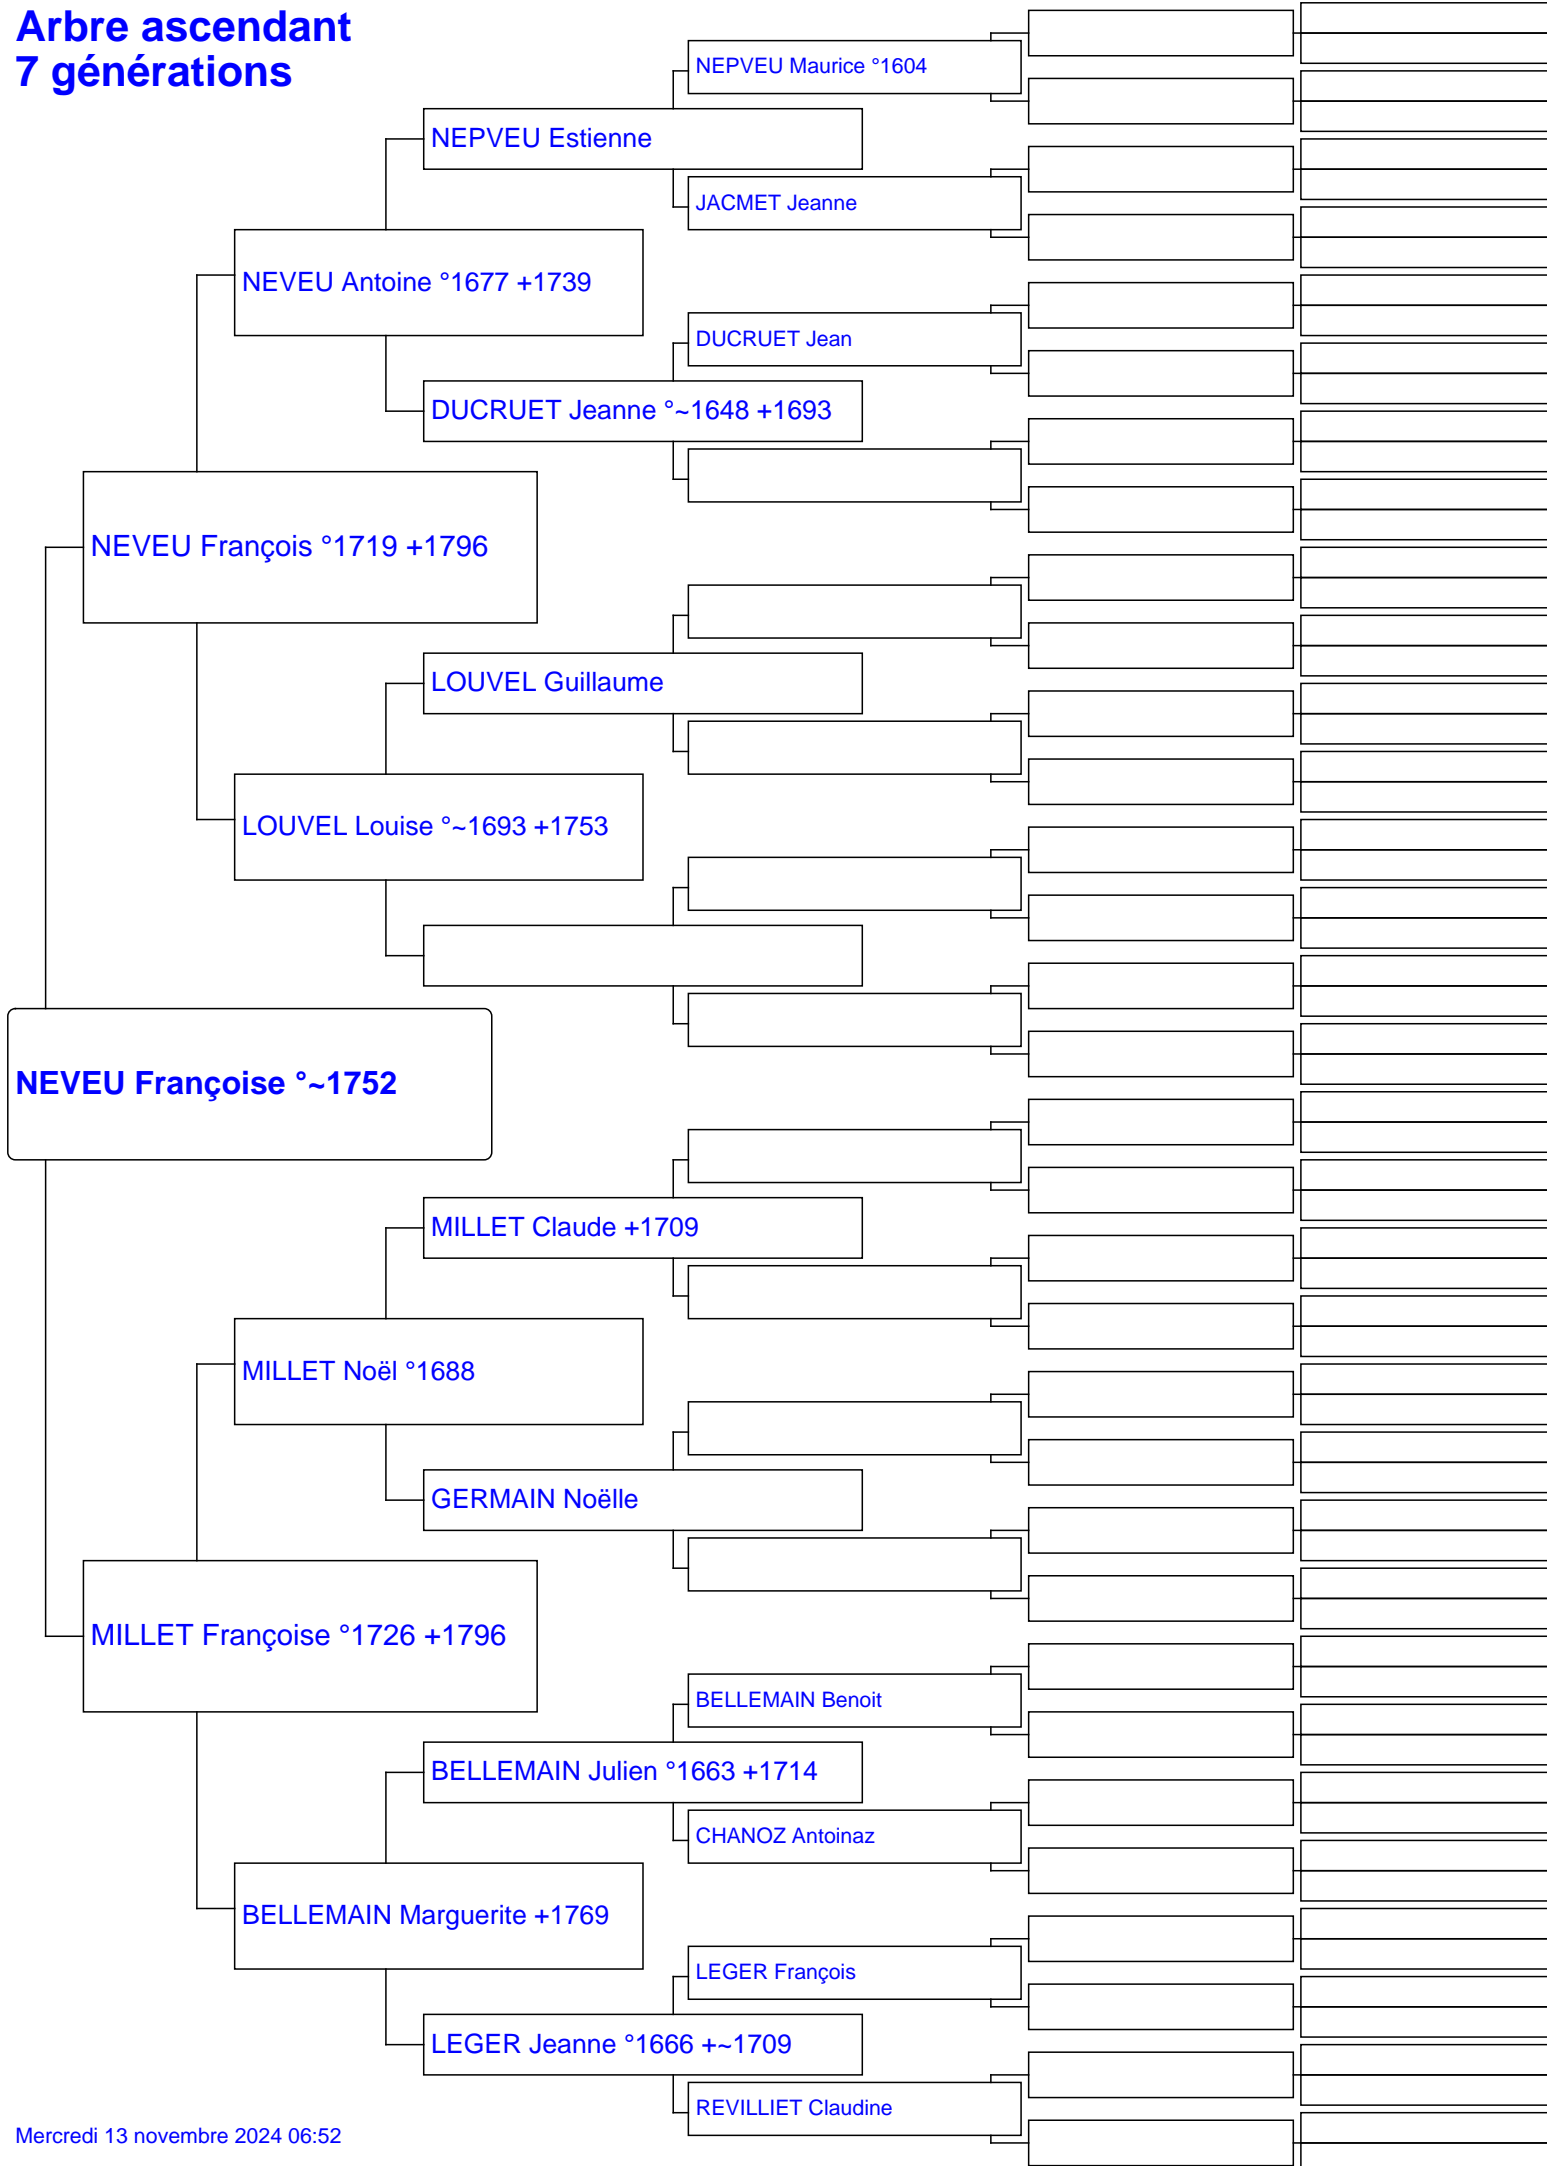 Arbre ascendant
7 générations
NEPVEU Maurice °1604
NEPVEU Estienne
JACMET Jeanne
NEVEU Antoine °1677 +1739
DUCRUET Jean
DUCRUET Jeanne °~1648 +1693
NEVEU François °1719 +1796
LOUVEL Guillaume
LOUVEL Louise °~1693 +1753
NEVEU Françoise °~1752
MILLET Claude +1709
MILLET Noël °1688
GERMAIN Noëlle
MILLET Françoise °1726 +1796
BELLEMAIN Benoit
BELLEMAIN Julien °1663 +1714
CHANOZ Antoinaz
BELLEMAIN Marguerite +1769
LEGER François
LEGER Jeanne °1666 +~1709
REVILLIET Claudine
Mercredi 13 novembre 2024 06:52